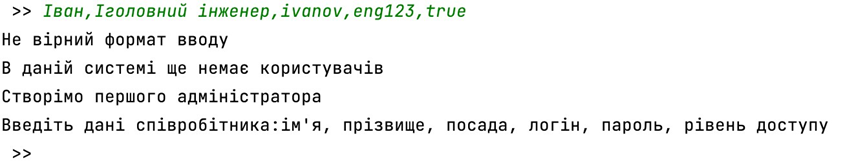 >> Іван,Іголовний інженер,ivanov,eng123,true
Не вірний формат вводу
В даній системі ще немає користувачів
Створімо першого адміністратора
Введіть дані співробітника:ім'я, прізвище, посада, логін, пароль, рівень доступу
>>